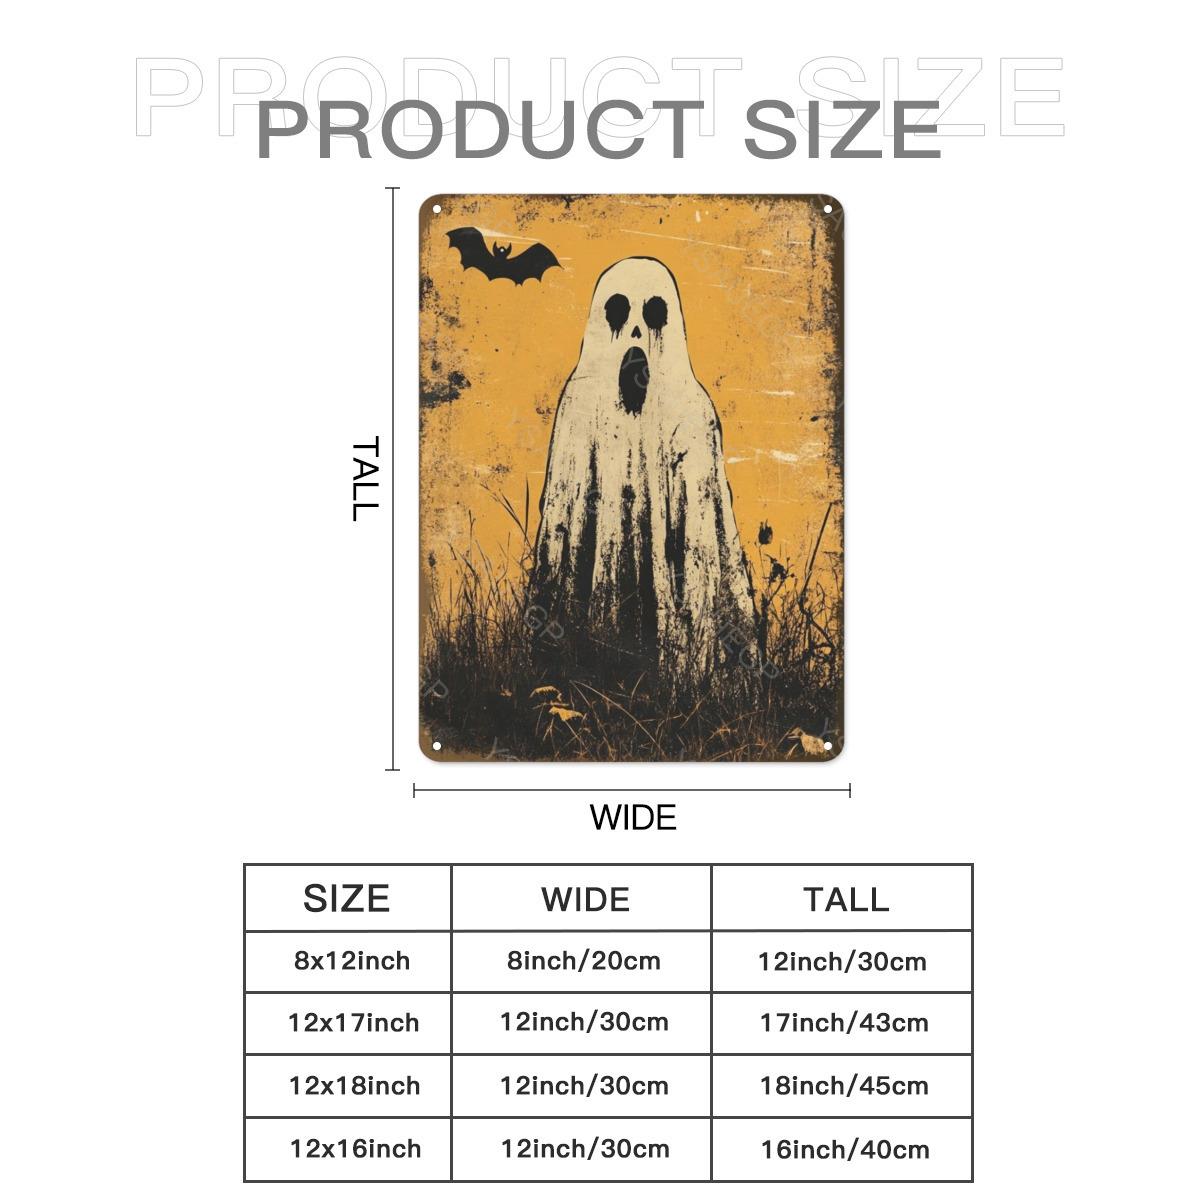 PRODUCT SIZE
PRODUCT SIZE
TALL
WIDE
SIZE WIDE TALL
8x12inch 8inch/20cm 12inch/30cm
12x17inch 12inch/30cm 17inch/43cm
12x18inch 12inch/30cm 18inch/45cm
12x16inch 12inch/30cm 16inch/40cm